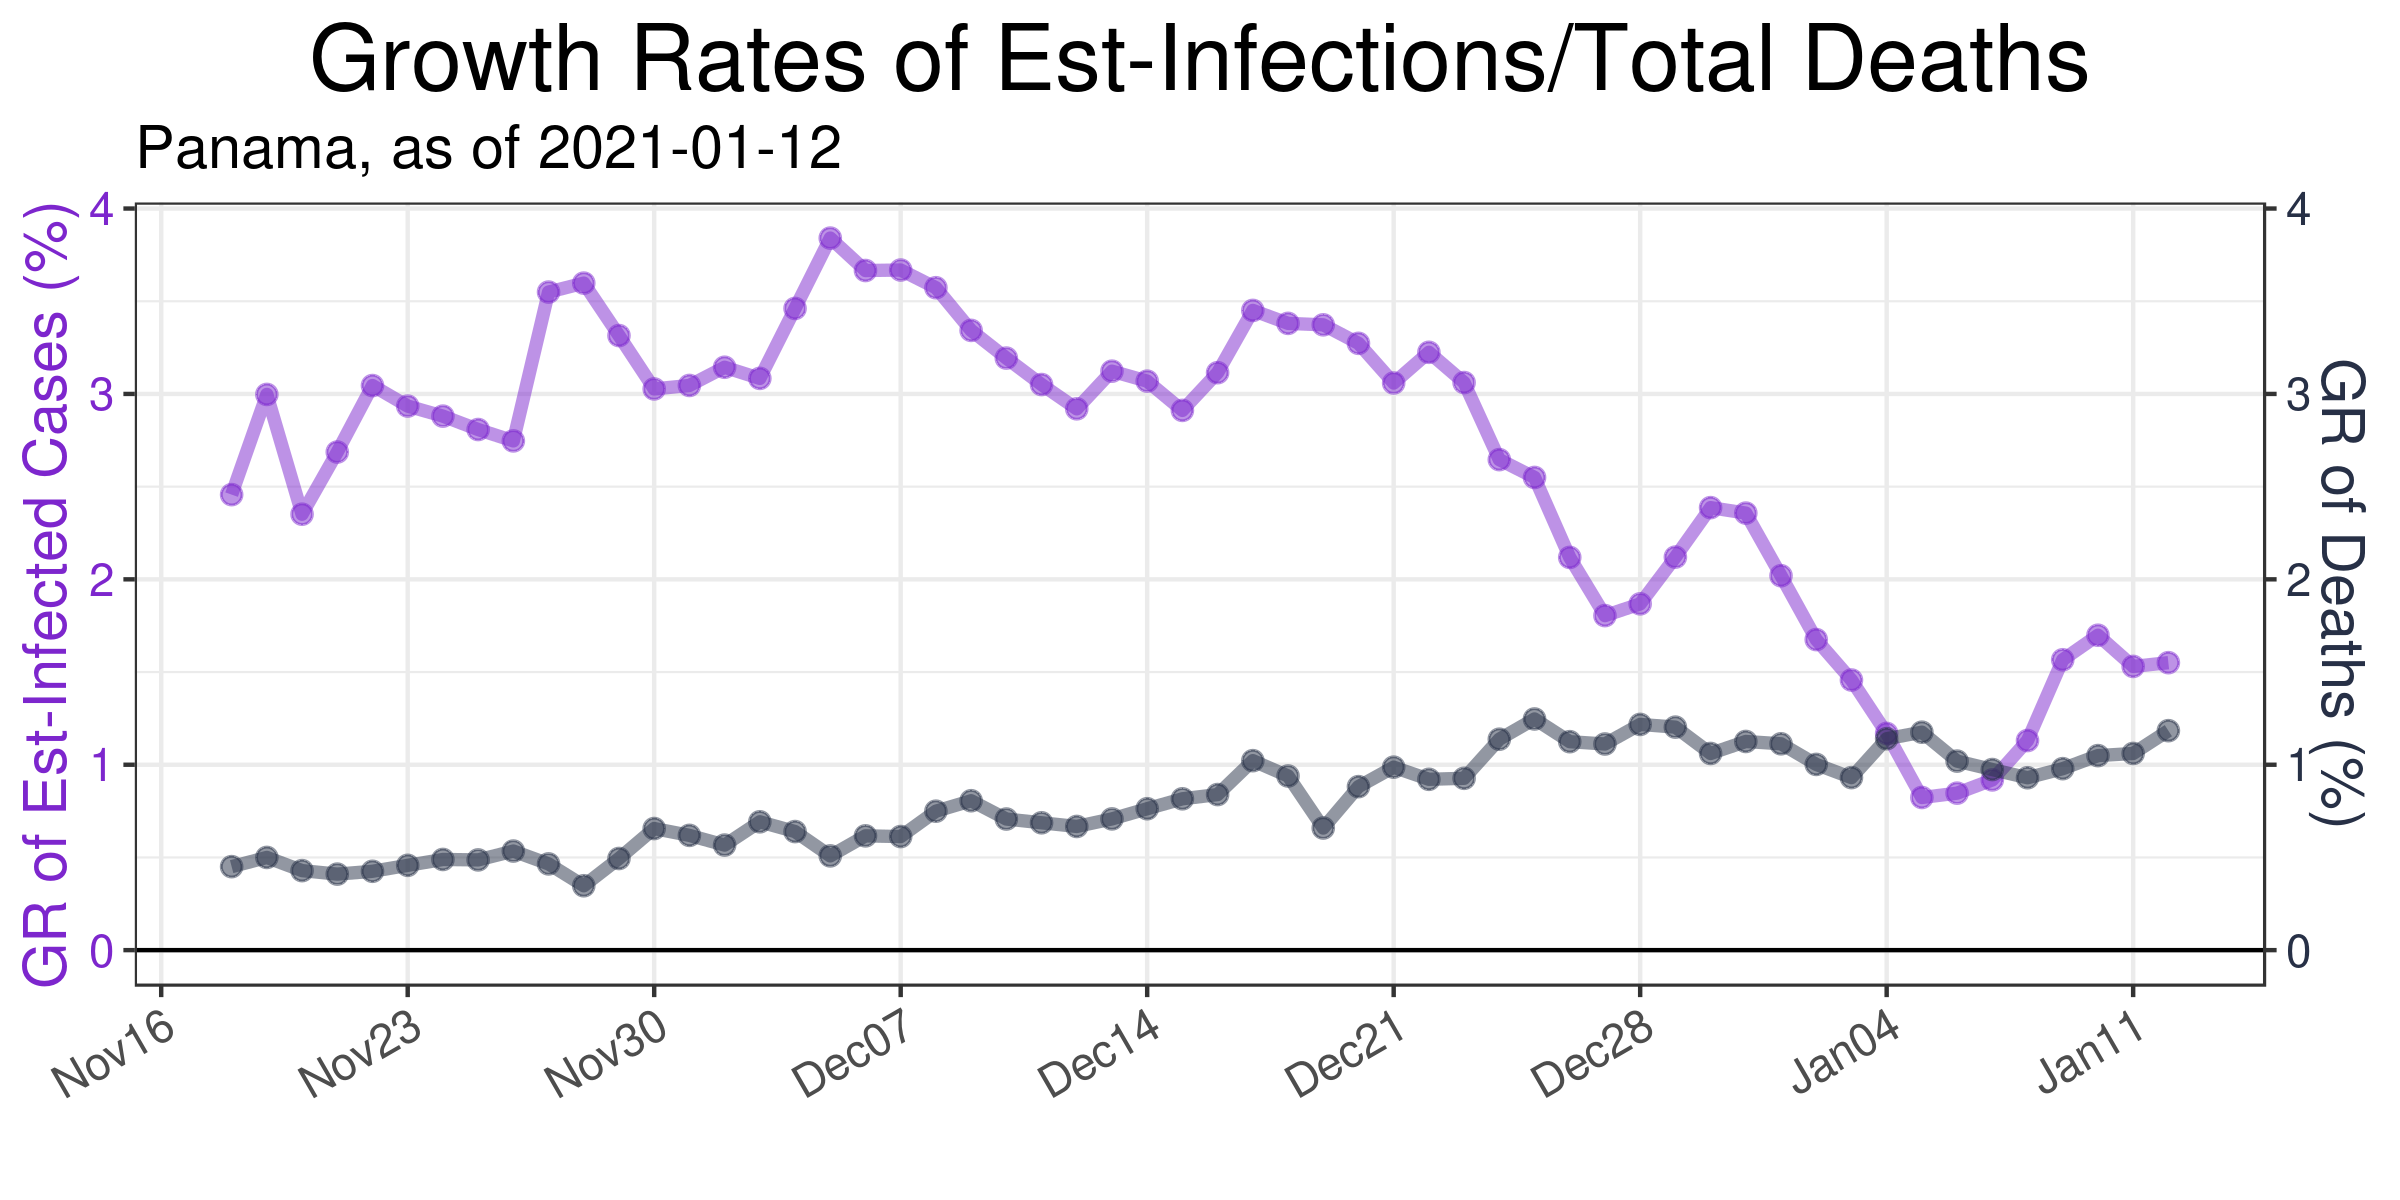 Growth Rates of Est-Infections/Total Deaths
Panama, as of 2021-01-12
GR of Est-Infected Cases (%)
4
3
2
1
0
4
3
2
1
0
GR of Deaths (%)
Nov16
Nov23
Nov30
Dec07
Dec14
Dec21
Dec28
Jan04
Jan11